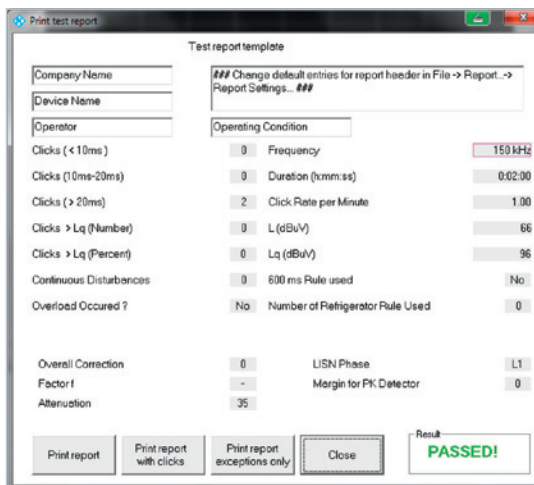 Print test report
Test report template
Company Name
### Change default entries for report header in File -> Report...->
Report Settings... ###
Device Name
Operator
Operating Condition
Clicks ( < 10ms ) 0 Frequency 150 kHz
Clicks (10ms-20ms) 0 Duration (h:mm:ss) 0:02:00
Clicks ( > 20ms) 2 Click Rate per Minute 1.00
Clicks > Lq (Number) 0 L (dBuV) 66
Clicks > Lq (Percent) 0 Lq (dBuV) 96
Continuous Disturbances 0 600 ms Rule used No
Overload Occured ? No Number of Refrigerator Rule Used 0
Overall Correction 0 LISN Phase L1
Factor f - Margin for PK Detector 0
Attenuation 35
Print report
Print report
with clicks
Print report
exceptions only
Close
Result
PASSED!